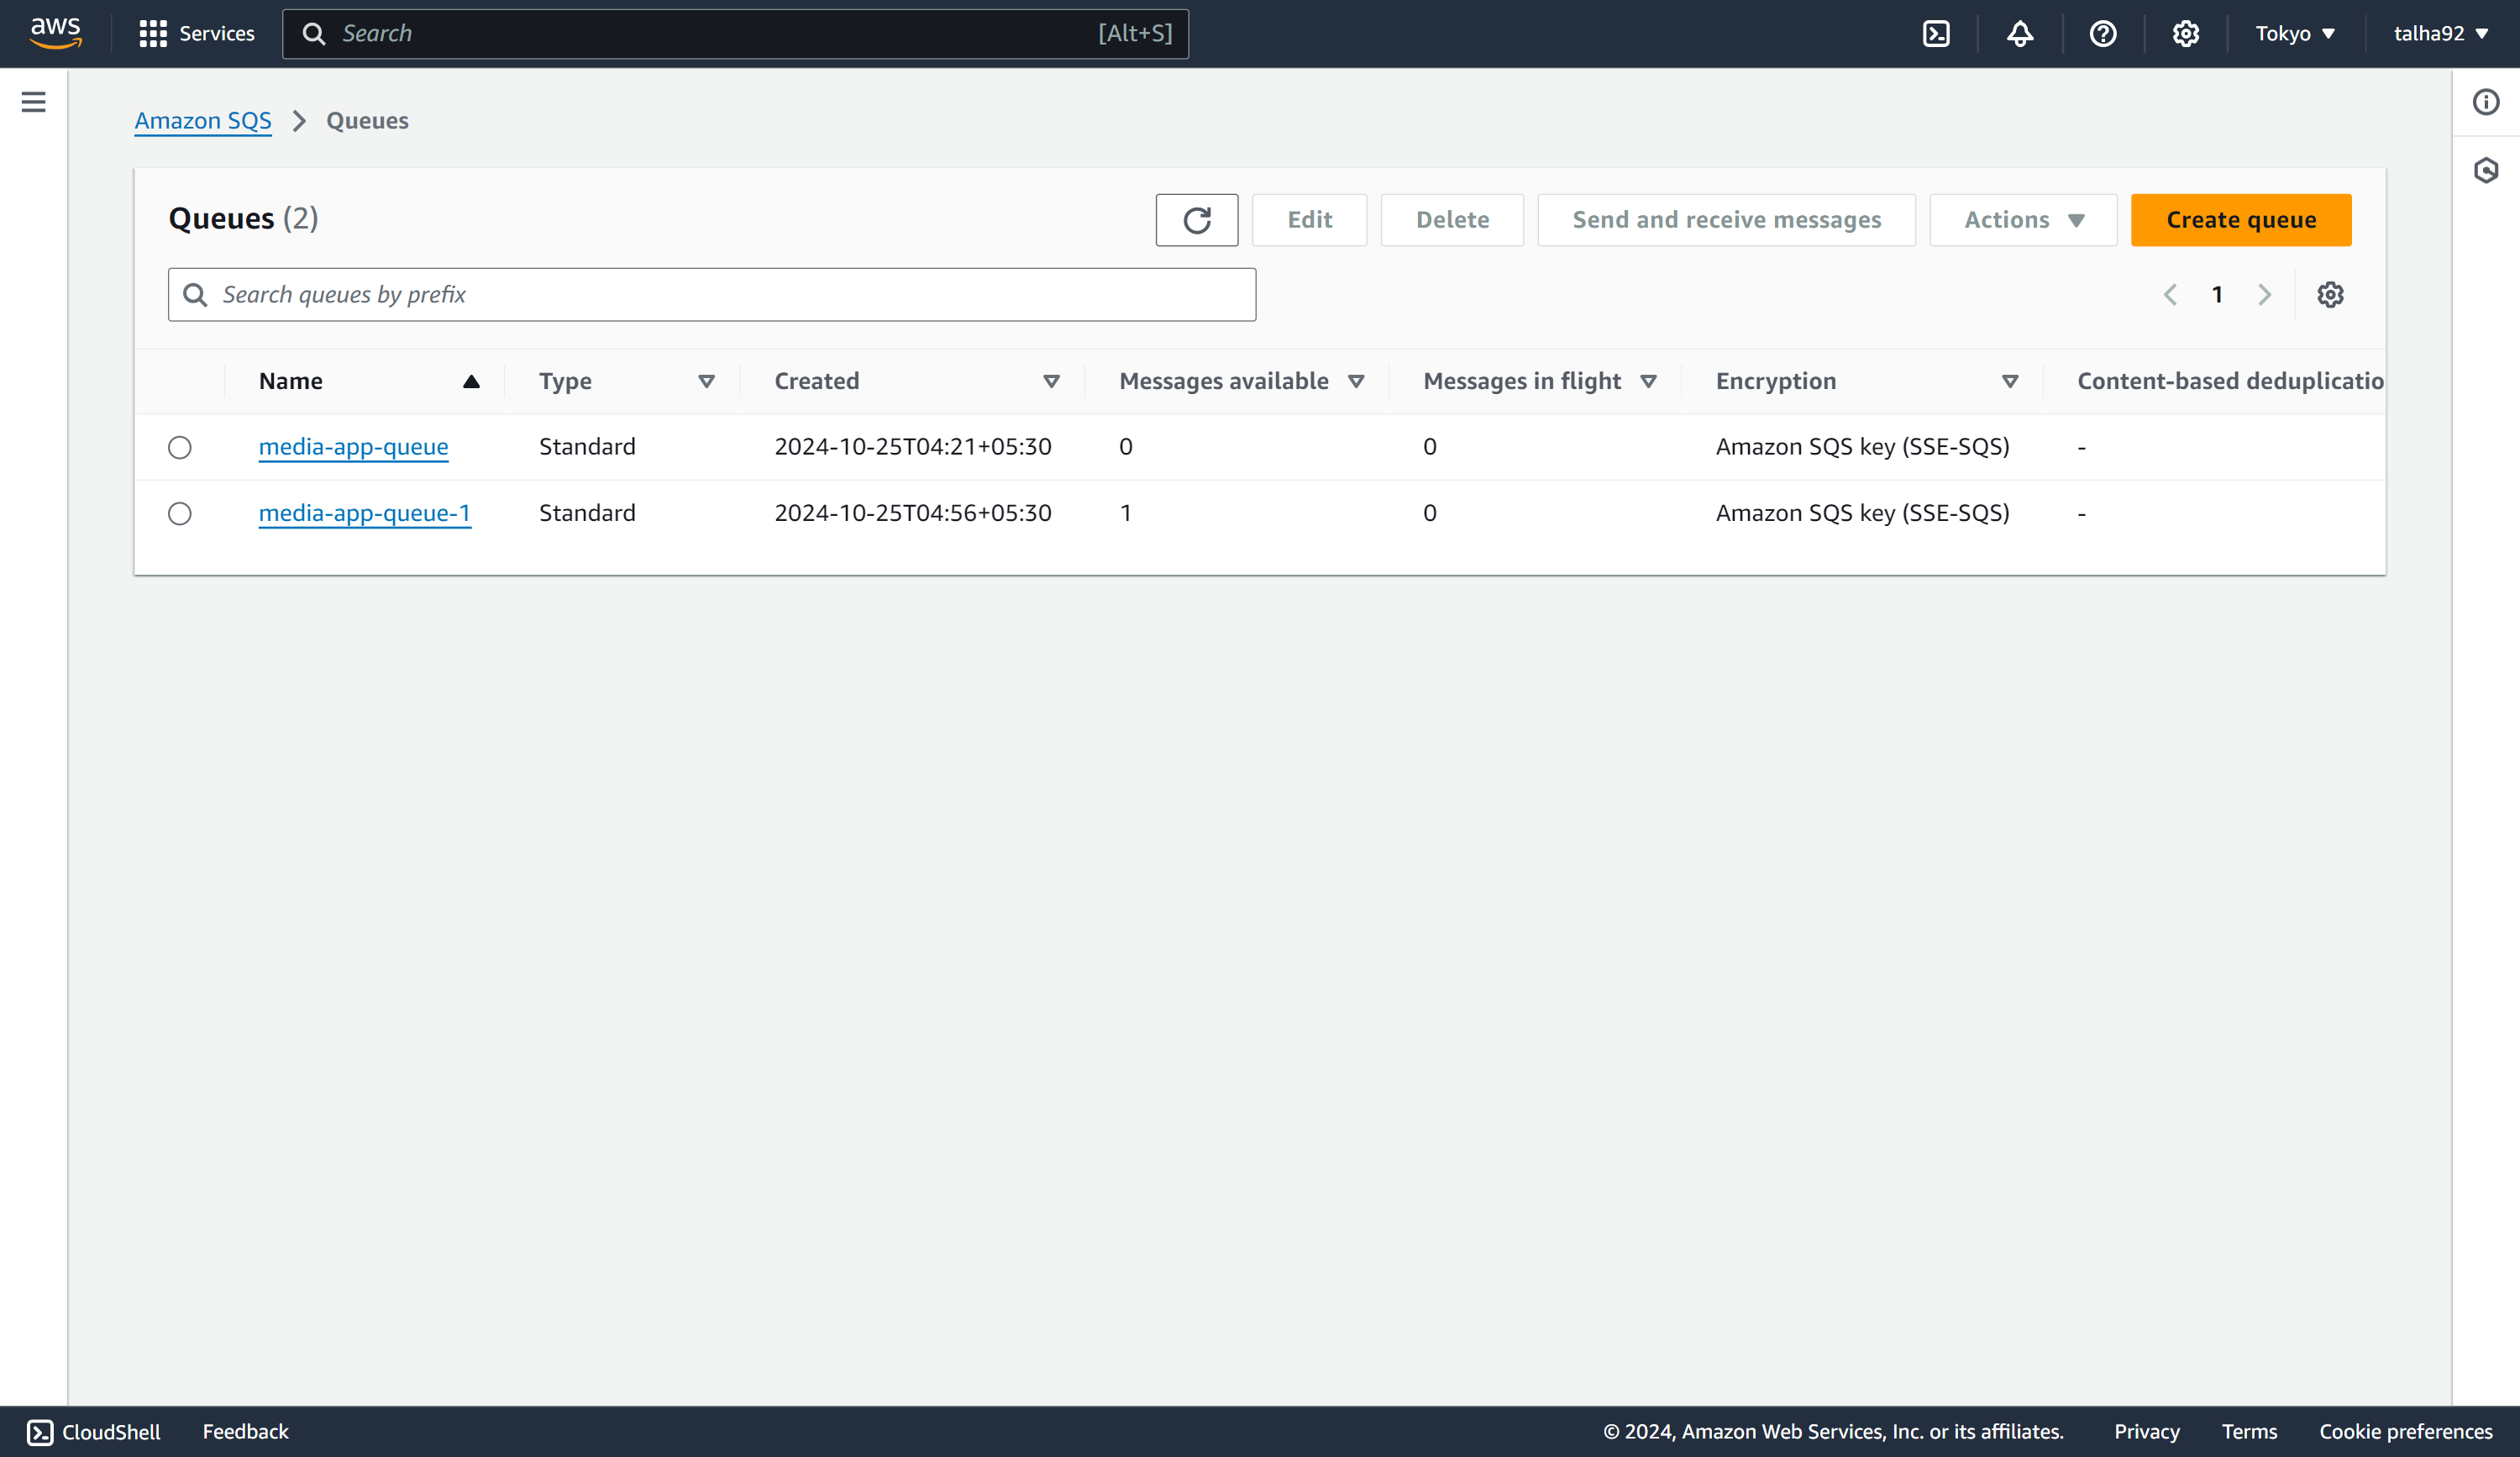 aws Services Search [Alt+S] Tokyo talha92
Amazon SQS Queues
Queues (2) Edit Delete Send and receive messages Actions Create queue
Search queues by prefix 1
Name Type Created Messages available Messages in flight Encryption Content-based deduplicatio
media-app-queue Standard 2024-10-25T04:21+05:30 0 0 Amazon SQS key (SSE-SQS) -
media-app-queue-1 Standard 2024-10-25T04:56+05:30 1 0 Amazon SQS key (SSE-SQS) -
CloudShell Feedback © 2024, Amazon Web Services, Inc. or its affiliates. Privacy Terms Cookie preferences